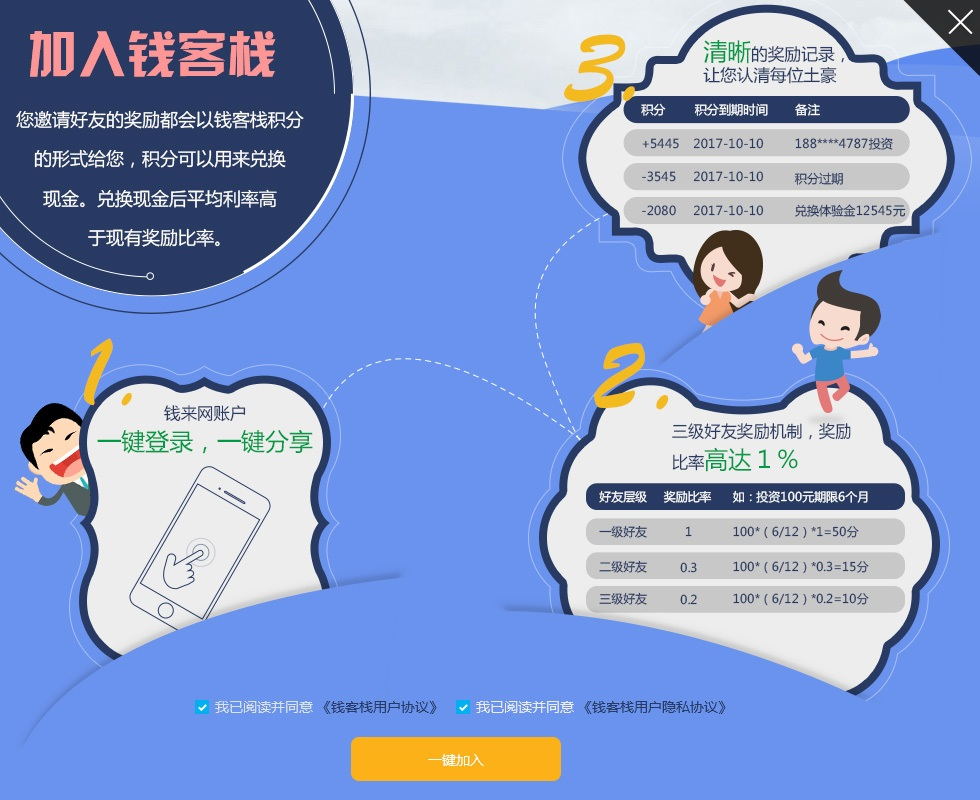 加入钱客栈
您邀请好友的奖励都会以钱客栈积分
的形式给您，积分可以用来兑换
现金。兑换现金后平均利率高
于现有奖励比率。
1.
钱来网账户
一键登录，一键分享
2.
三级好友奖励机制，奖励
比率高达 1 %
好友层级 奖励比率 如：投资100元期限6个月
一级好友 1 100*（6/12）*1=50分
二级好友 0.3 100*（6/12）*0.3=15分
三级好友 0.2 100*（6/12）*0.2=10分
3.
清晰的奖励记录，
让您认清每位土豪
积分 积分到期时间 备注
+5445 2017-10-10 188****4787投资
-3545 2017-10-10 积分过期
-2080 2017-10-10 兑换体验金12545元
我已阅读并同意 《钱客栈用户协议》 我已阅读并同意 《钱客栈用户隐私协议》
一键加入